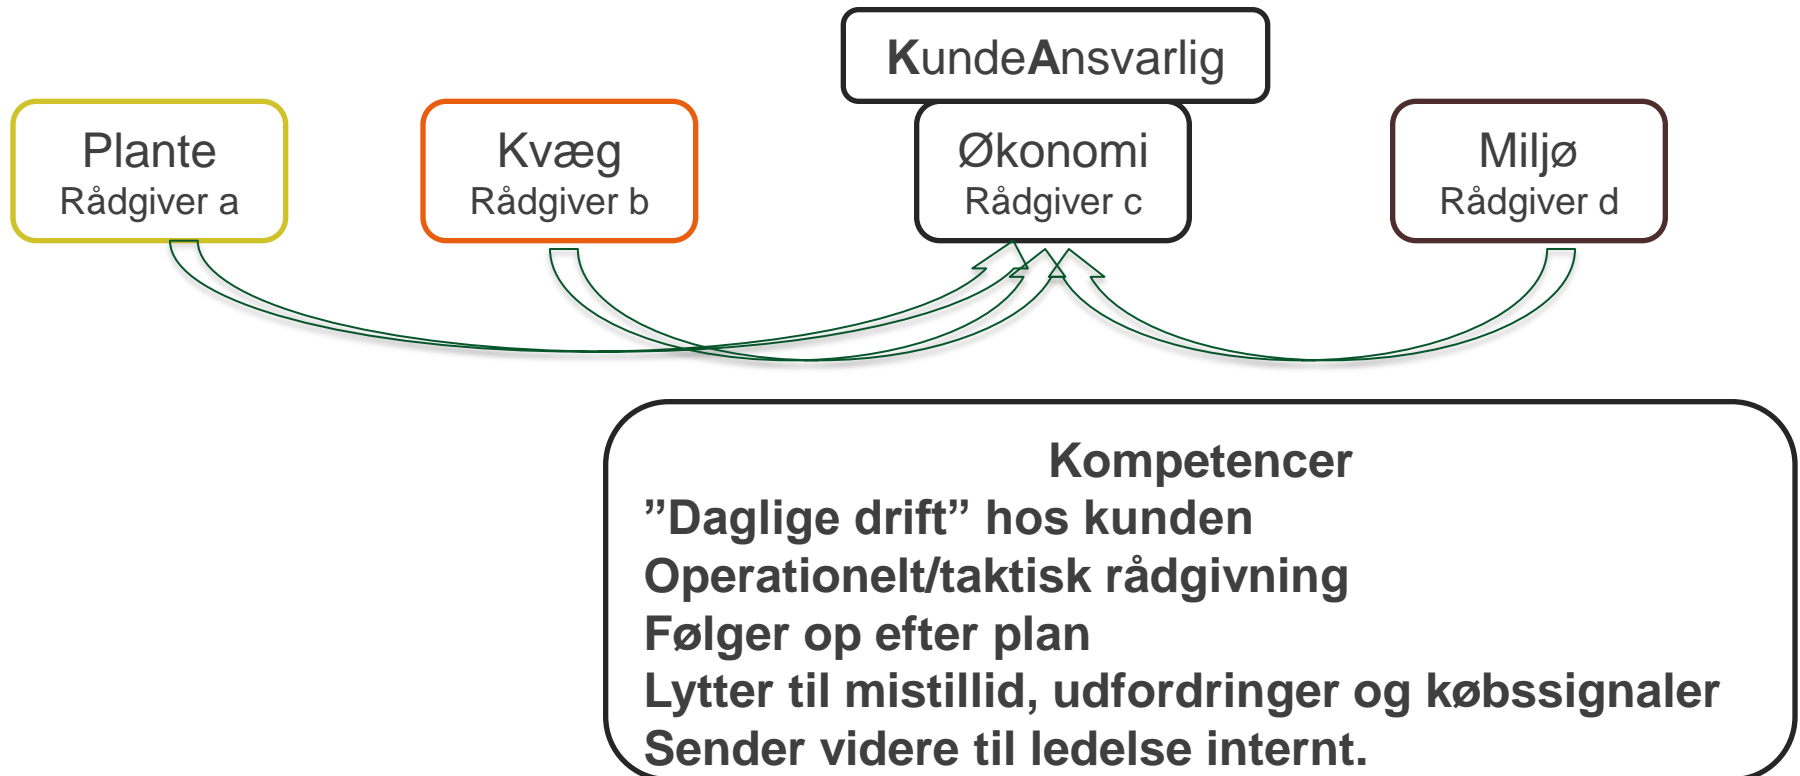 KundeAnsvarlig
Plante
Rådgiver a
Kvæg
Rådgiver b
Økonomi
Rådgiver c
Miljø
Rådgiver d
Kompetencer
”Daglige drift” hos kunden
Operationelt/taktisk rådgivning
Følger op efter plan
Lytter til mistillid, udfordringer og købssignaler
Sender videre til ledelse internt.